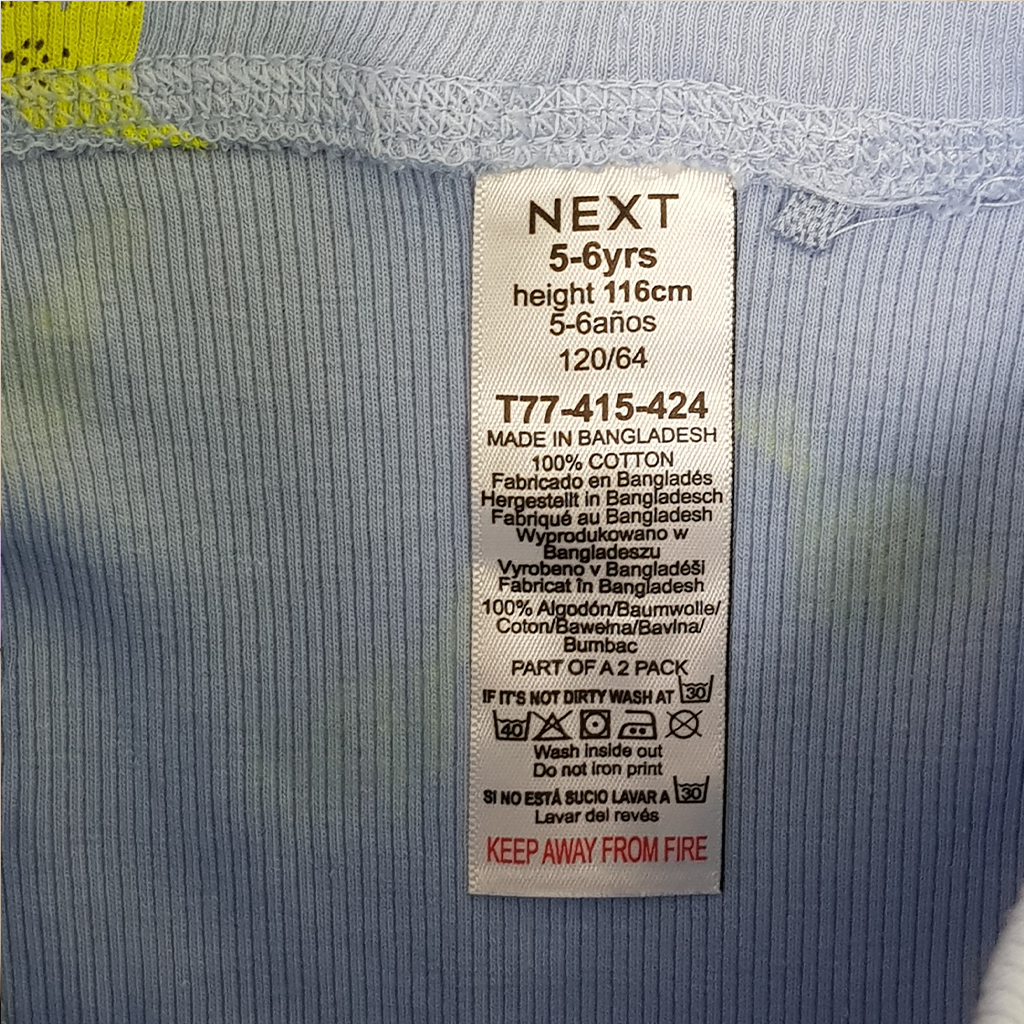 NEXT
5-6yrs
height 116cm
5-6años
120/64
T77-415-424
MADE IN BANGLADESH
100% COTTON
Fabricado en Bangladés
Hergestellt in Bangladesch
Fabriqué au Bangladesh
Wyprodukowano w
Bangladeszu
Vyrobeno v Bangladéši
Fabricat în Bangladesh
100% Algodón/Baumwolle/
Coton/Bawełna/Bavlna/
Bumbac
PART OF A 2 PACK
IF IT'S NOT DIRTY WASH AT 30
40
Wash inside out
Do not iron print
SI NO ESTÁ SUCIO LAVAR A 30
Lavar del revés
KEEP AWAY FROM FIRE